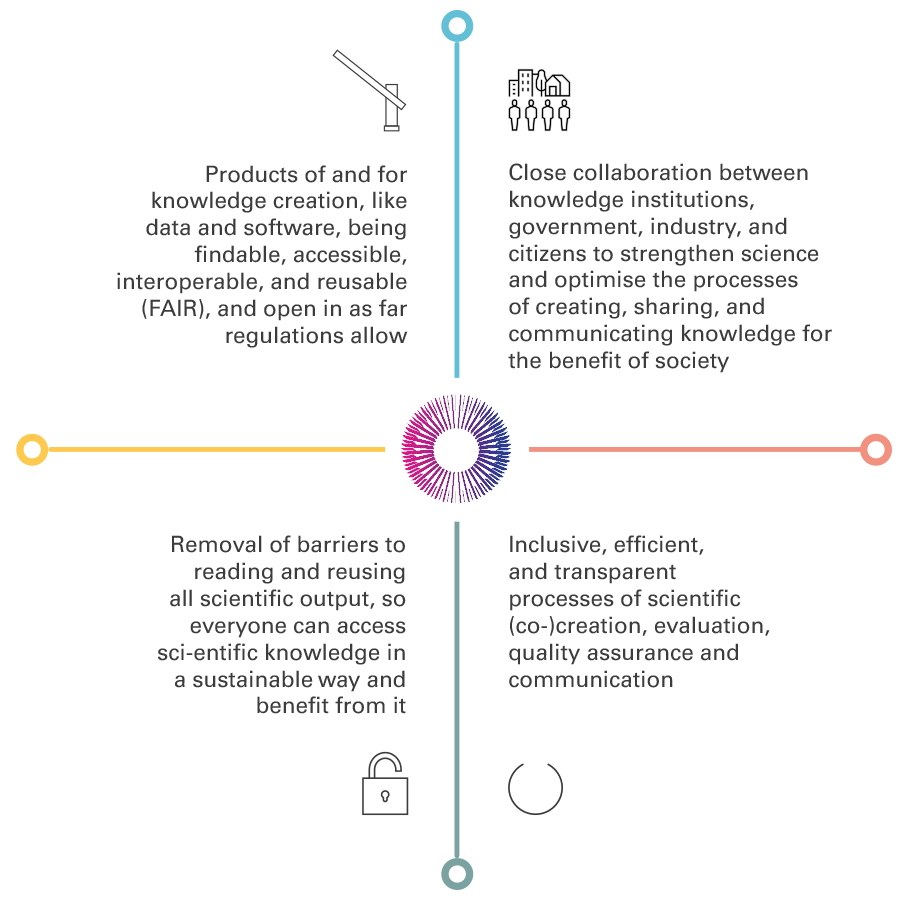 Products of and for
knowledge creation, like
data and software, being
findable, accessible,
interoperable, and reusable
(FAIR), and open in as far
regulations allow
Close collaboration between
knowledge institutions,
government, industry, and
citizens to strengthen science
and optimise the processes
of creating, sharing, and
communicating knowledge for
the benefit of society
Removal of barriers to
reading and reusing
all scientific output, so
everyone can access
sci-entific knowledge in
a sustainable way and
benefit from it
Inclusive, efficient,
and transparent
processes of scientific
(co-)creation, evaluation,
quality assurance and
communication